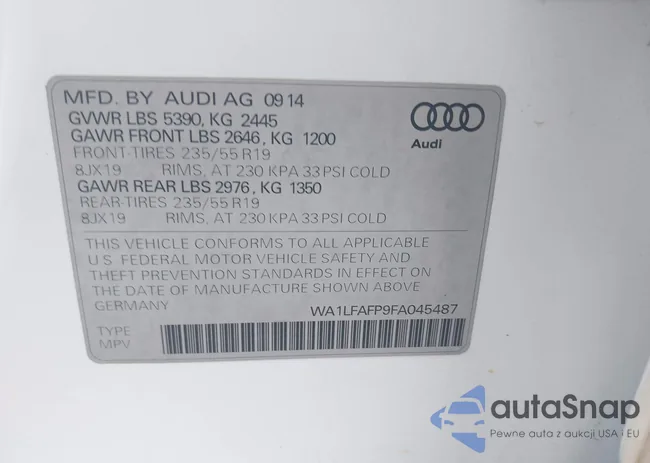 MFD. BY AUDI AG 09 14
GVWR LBS 5390, KG 2445
GAWR FRONT LBS 2646, KG 1200
FRONT-TIRES 235/55 R19
8JX19 RIMS, AT 230 KPA 33 PSI COLD
GAWR REAR LBS 2976, KG 1350
REAR-TIRES 235/55 R19
8JX19 RIMS, AT 230 KPA 33 PSI COLD
Audi
THIS VEHICLE CONFORMS TO ALL APPLICABLE
U.S. FEDERAL MOTOR VEHICLE SAFETY AND
THEFT PREVENTION STANDARDS IN EFFECT ON
THE DATE OF MANUFACTURE SHOWN ABOVE
GERMANY WA1LFAFP9FA045487
TYPE
MPV
autaSnap
Pewne auta z aukcji USA i EU